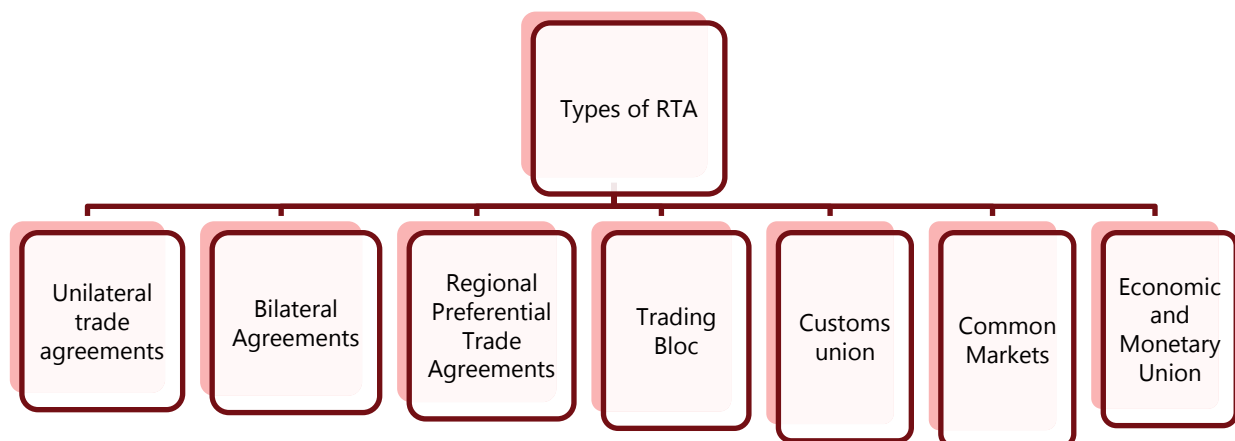 Types of RTA
Unilateral
trade
agreements
Bilateral
Agreements
Regional
Preferential
Trade
Agreements
Trading
Bloc
Customs
union
Common
Markets
Economic
and
Monetary
Union